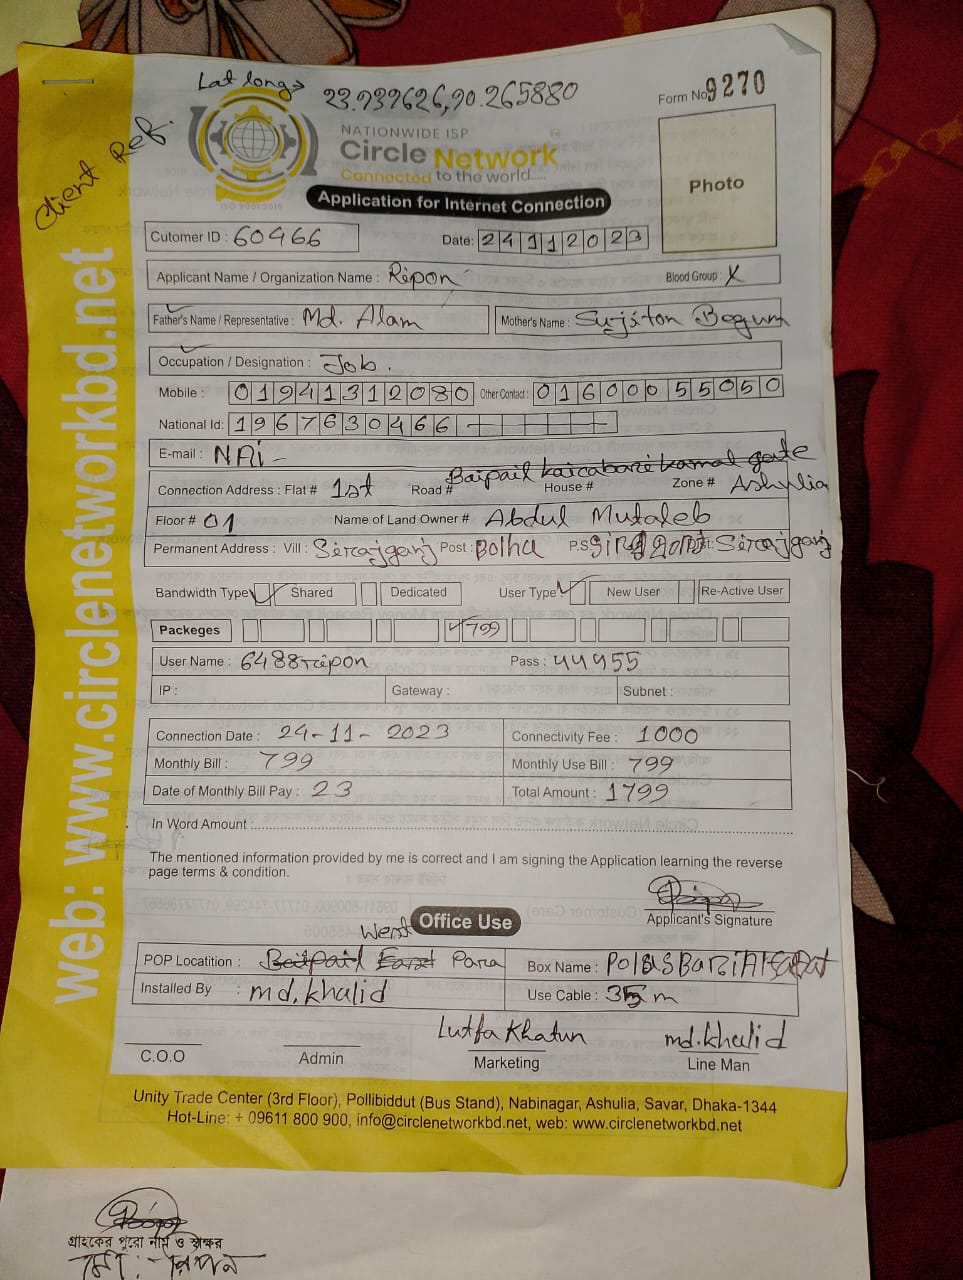 Lat long→ 23.939626,90.265880
Form No 9270
Client Ref.
NATIONWIDE ISP
Circle Network
Connected to the world.....
ISO 9001:2015
Photo
Application for Internet Connection
Cutomer ID : 60466 Date: 24112023
Applicant Name / Organization Name : Ripon Blood Group : X
Father's Name / Representative : Md. Alam Mother's Name : Sujiton Begum
Occupation / Designation : Job.
Mobile : 01941312080 Other Contact : 01600055050
National Id: 1967630466
E-mail : NAi-
Baipail kamal gate
Connection Address : Flat # 1st Road # House # Zone # Ashulia
Floor # 01 Name of Land Owner # Abdul Mutaleb
Permanent Address : Vill : Sirajganj Post : Bolha P.S Dist: Sirajganj
Bandwidth Type ✓ Shared Dedicated User Type ✓ New User Re-Active User
Packeges ✓ 799
User Name : 6488ripon Pass : 44955
IP : Gateway : Subnet :
Connection Date : 24-11-2023 Connectivity Fee : 1000
Monthly Bill : 799 Monthly Use Bill : 799
Date of Monthly Bill Pay : 23 Total Amount : 1799
In Word Amount :
The mentioned information provided by me is correct and I am signing the Application learning the reverse
page terms & condition.
Ripon
Applicant's Signature
Office Use
West
POP Locatition : Baipail East Para Box Name :
Installed By : md. khalid Use Cable : 35 m
Lutfa Khatun md. khalid
C.O.O Admin Marketing Line Man
Unity Trade Center (3rd Floor), Pollibiddut (Bus Stand), Nabinagar, Ashulia, Savar, Dhaka-1344
Hot-Line: + 09611 800 900, info@circlenetworkbd.net, web: www.circlenetworkbd.net
web: www.circlenetworkbd.net
Ripon
গ্রাহকের পুরো নাম ও স্বাক্ষর
মো: - রিপন